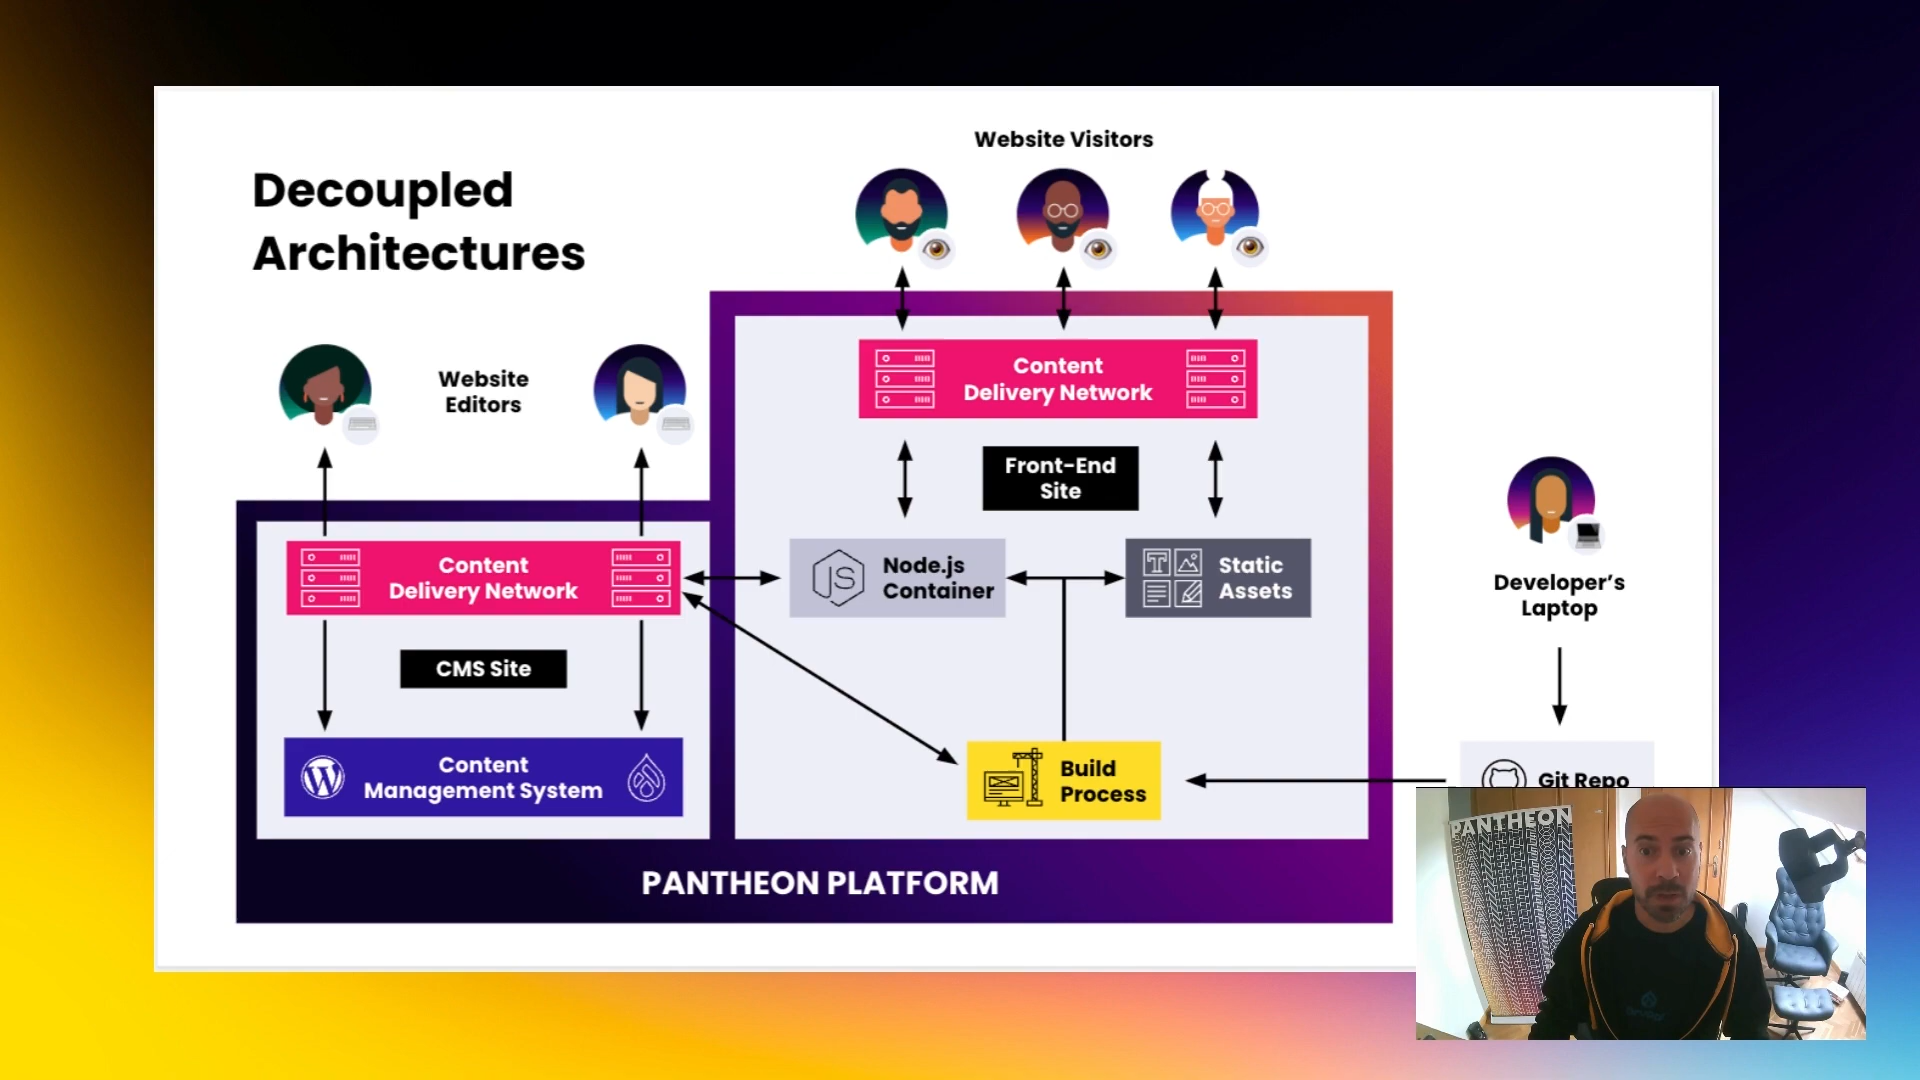 Decoupled
Architectures
Website Visitors
Website
Editors
Content
Delivery Network
Front-End
Site
Content
Delivery Network
JS
Node.js
Container
T
Static
Assets
Developer's
Laptop
CMS Site
W
Content
Management System
Build
Process
Git Repo
PANTHEON PLATFORM
PANTHEON